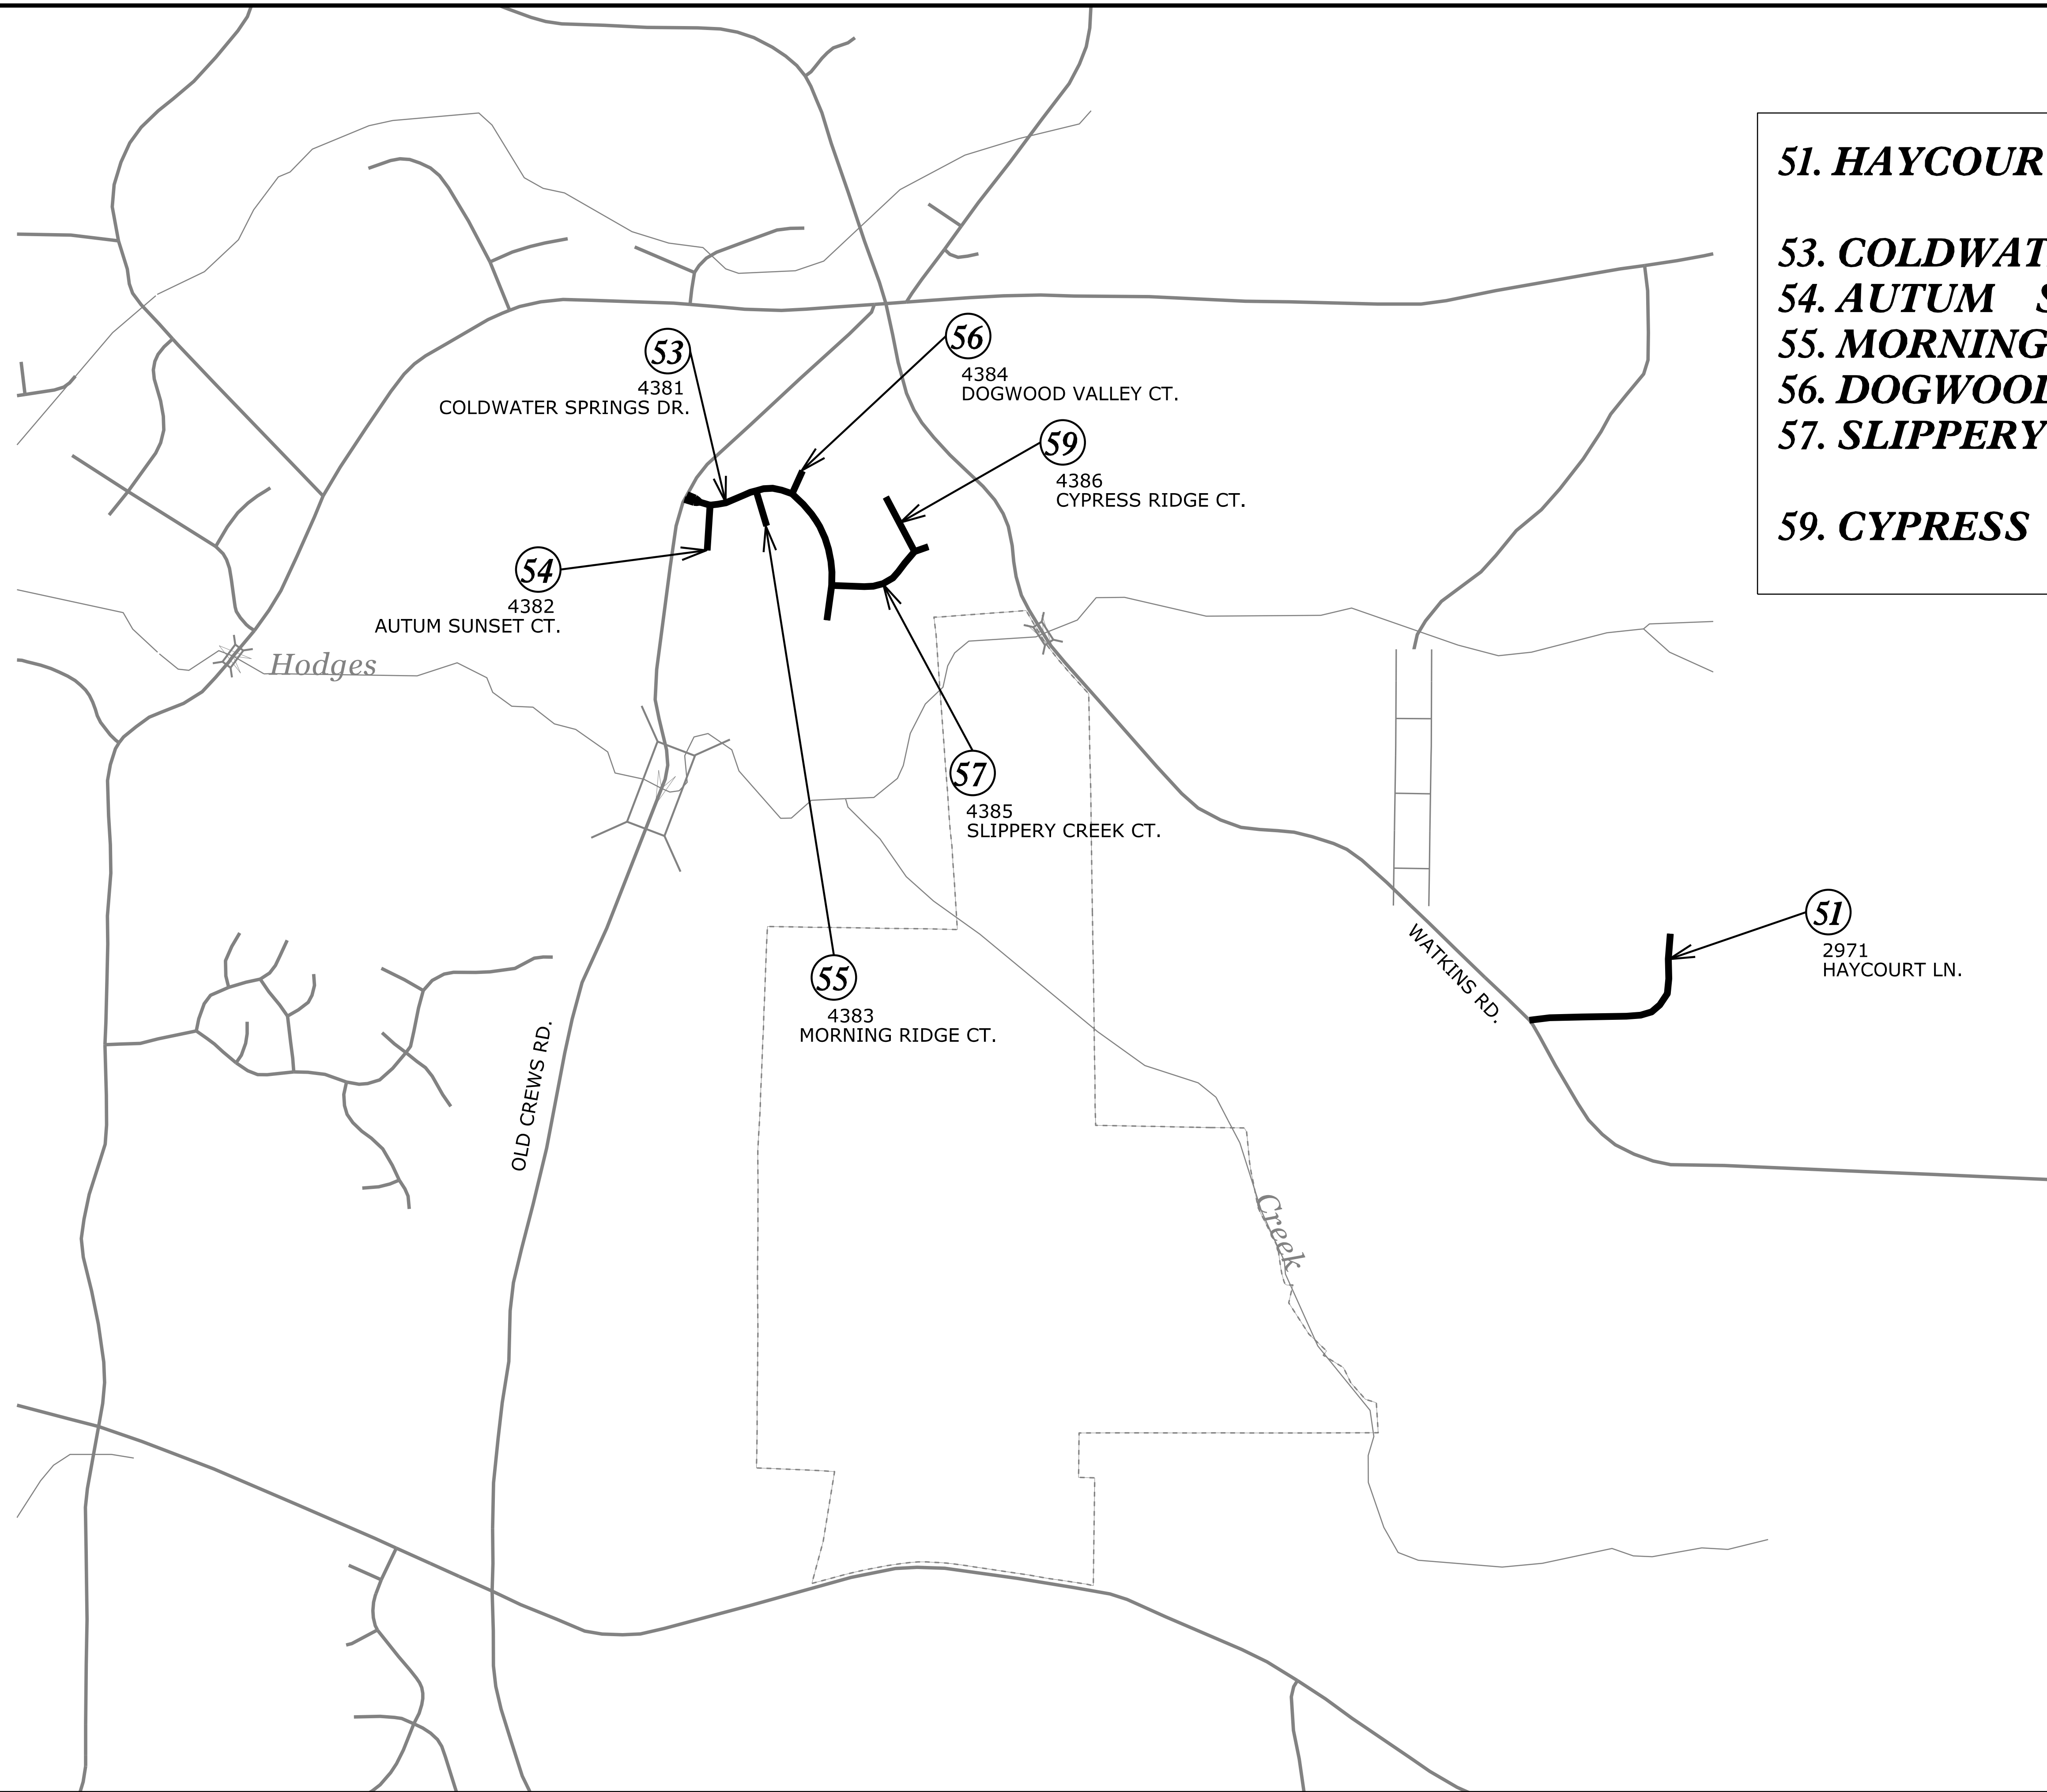 51. HAYCOUR
53. COLDWAT
54. AUTUM S
55. MORNING
56. DOGWOOD
57. SLIPPERY
59. CYPRESS
53
4381
COLDWATER SPRINGS DR.
56
4384
DOGWOOD VALLEY CT.
59
4386
CYPRESS RIDGE CT.
54
4382
AUTUM SUNSET CT.
Hodges
57
4385
SLIPPERY CREEK CT.
51
2971
HAYCOURT LN.
WATKINS RD.
55
4383
MORNING RIDGE CT.
OLD CREWS RD.
Creek